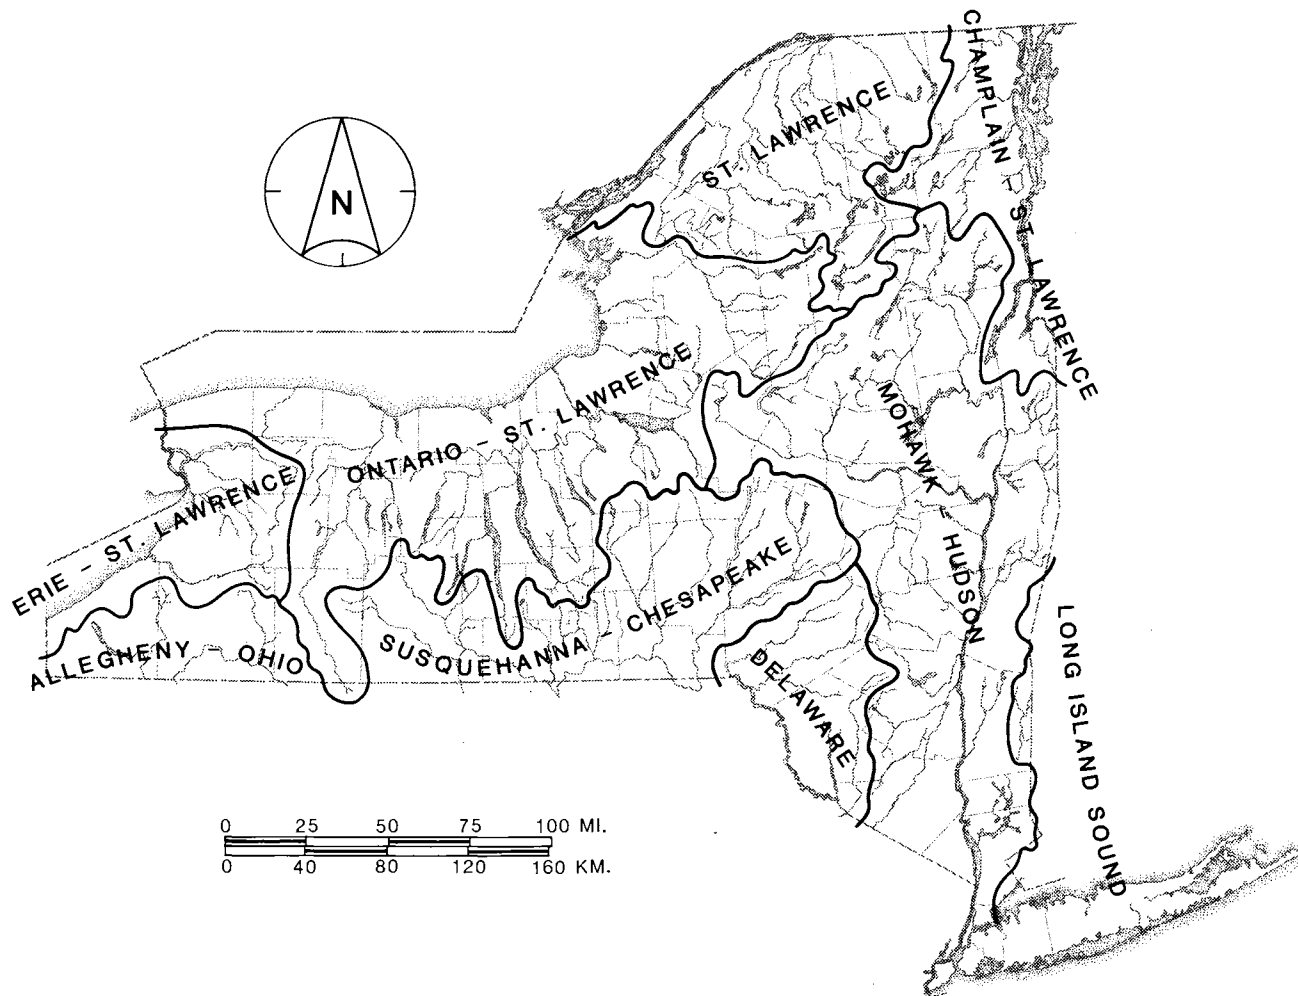 CHAMPLAIN - ST. LAWRENCE
ST. LAWRENCE
N
ONTARIO - ST. LAWRENCE
MOHAWK - HUDSON
ERIE - ST. LAWRENCE
ALLEGHENY - OHIO
SUSQUEHANNA - CHESAPEAKE
DELAWARE
LONG ISLAND SOUND
0 25 50 75 100 MI.
0 40 80 120 160 KM.